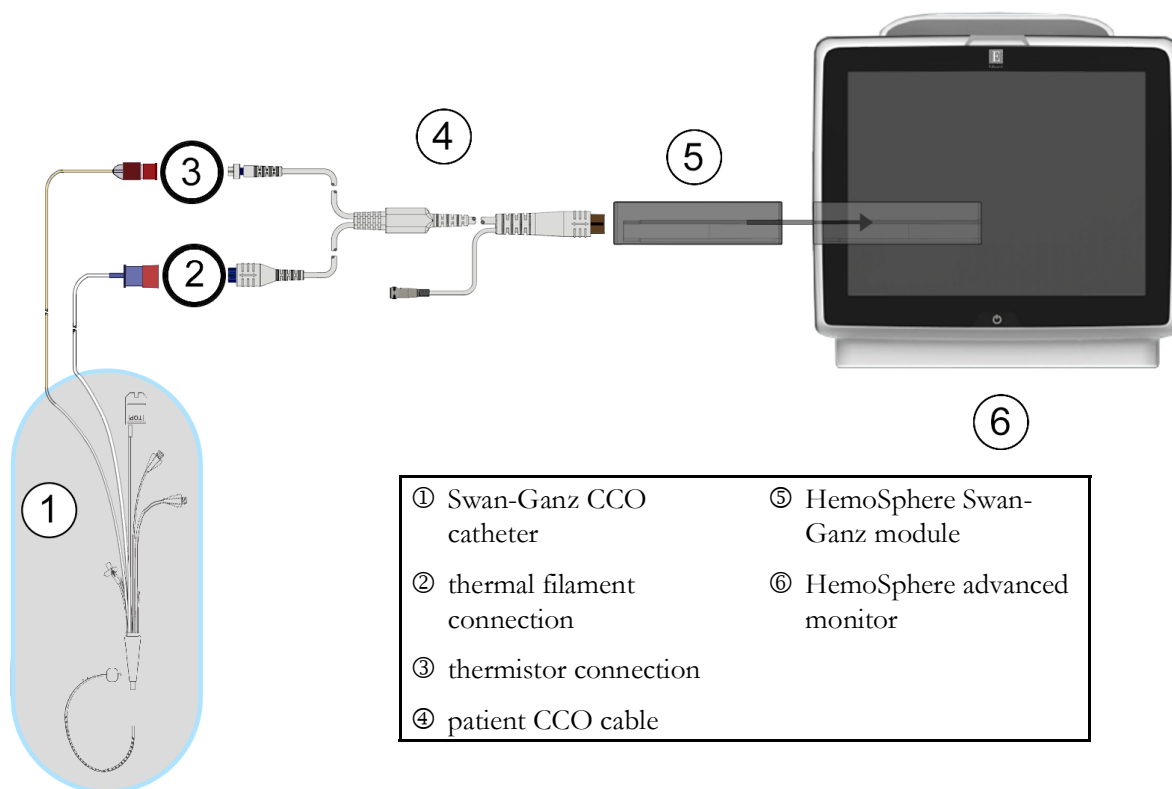 E
3
4
5
2
6
TOP
1
① Swan-Ganz CCO
catheter
② thermal filament
connection
③ thermistor connection
④ patient CCO cable
⑤ HemoSphere Swan-
Ganz module
⑥ HemoSphere advanced
monitor